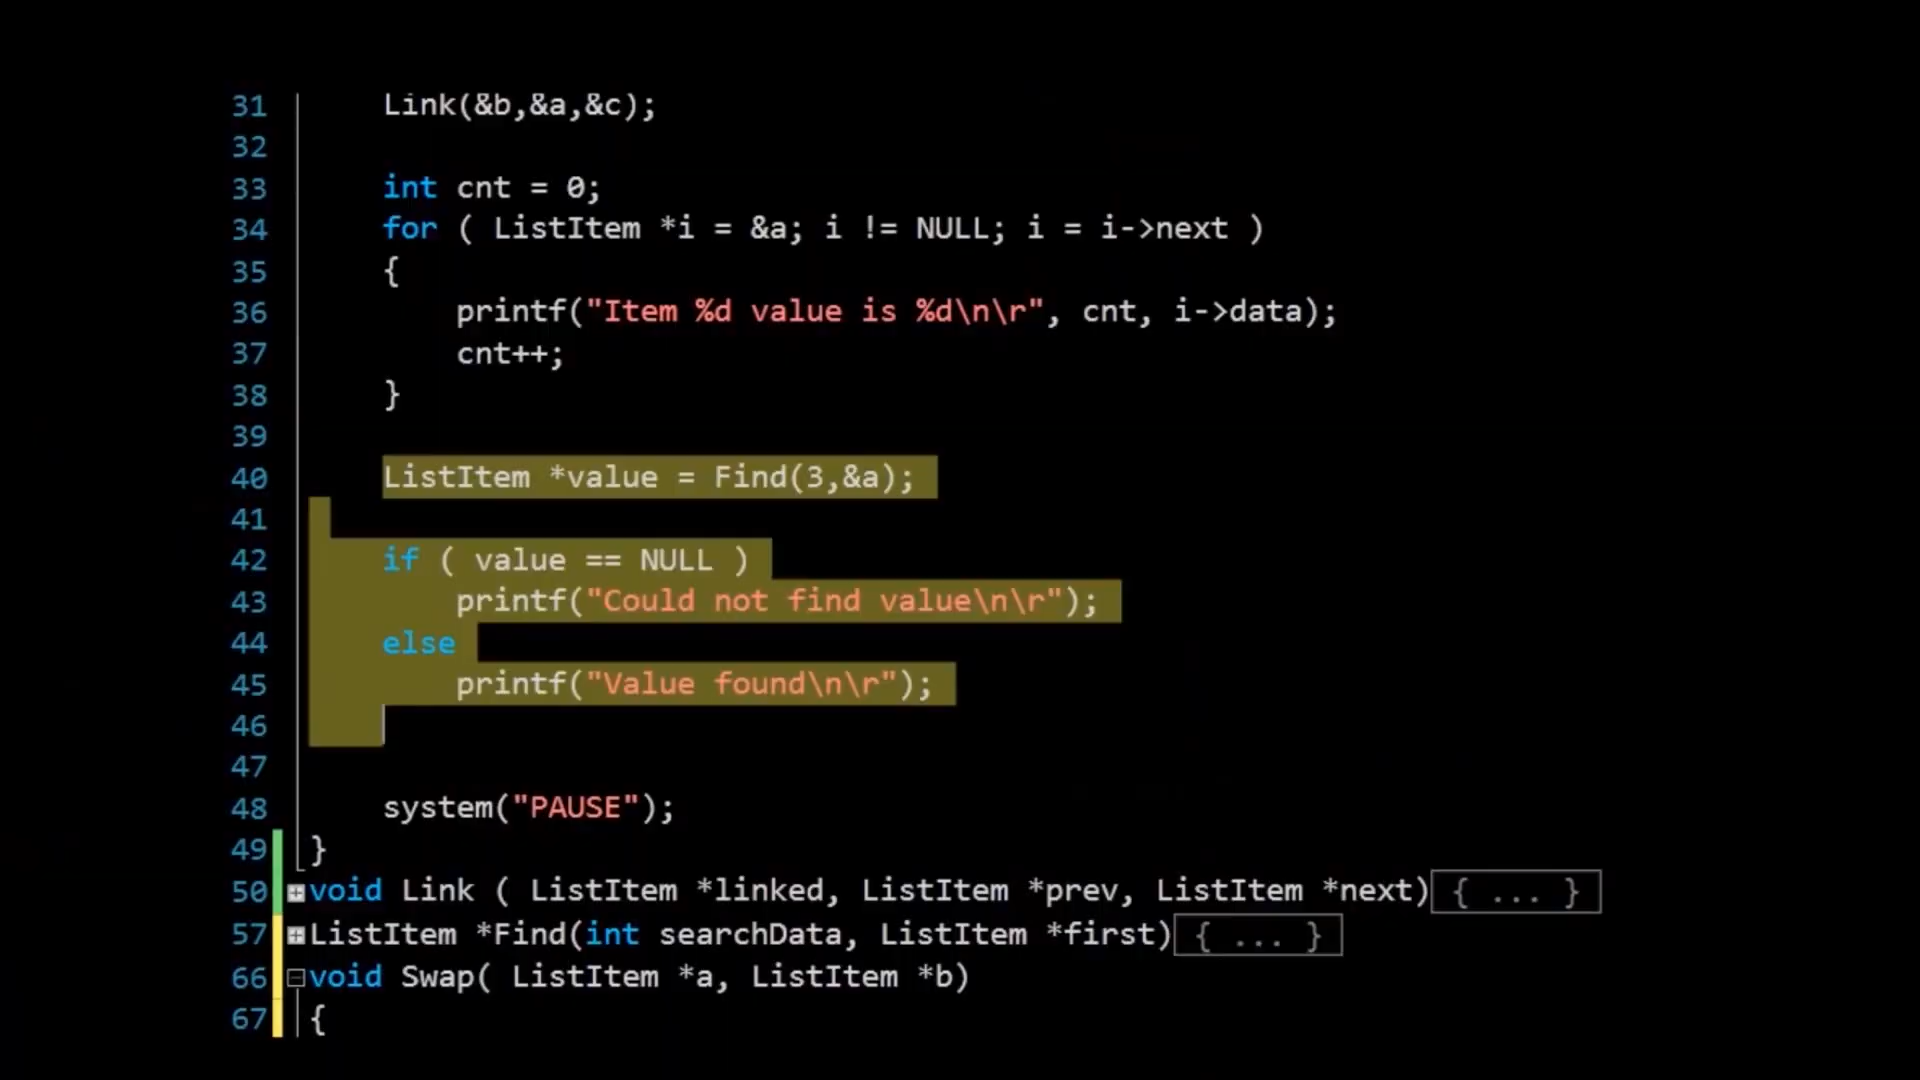 31 Link(&b,&a,&c);
32
33 int cnt = 0;
34 for ( ListItem *i = &a; i != NULL; i = i->next )
35 {
36 printf("Item %d value is %d\n\r", cnt, i->data);
37 cnt++;
38 }
39
40 ListItem *value = Find(3,&a);
41
42 if ( value == NULL )
43 printf("Could not find value\n\r");
44 else
45 printf("Value found\n\r");
46
47
48 system("PAUSE");
49 }
50 void Link ( ListItem *linked, ListItem *prev, ListItem *next){ ... }
57 ListItem *Find(int searchData, ListItem *first){ ... }
66 void Swap( ListItem *a, ListItem *b)
67 {